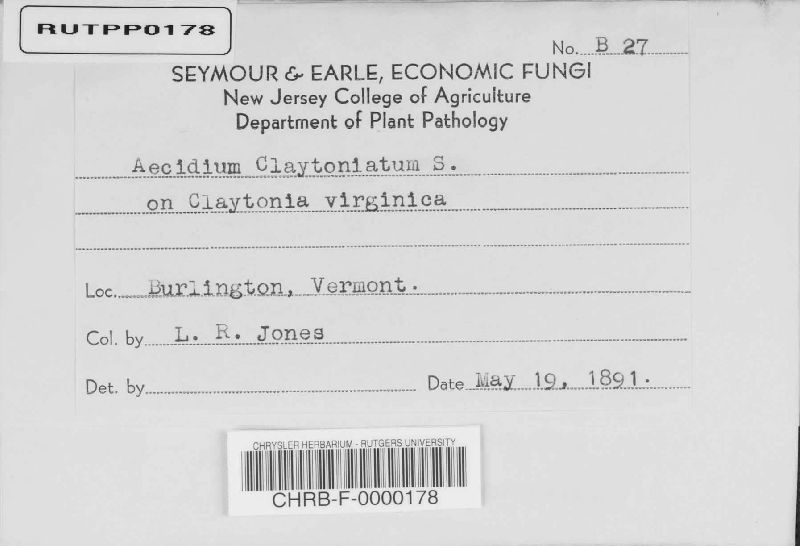 RUTPP0178
No. B 27
SEYMOUR & EARLE, ECONOMIC FUNGI
New Jersey College of Agriculture
Department of Plant Pathology
Aecidium Claytoniatum S.
on Claytonia virginica
Loc. Burlington, Vermont.
Col. by L. R. Jones
Det. by
Date May 19, 1891.
CHRYSLER HERBARIUM - RUTGERS UNIVERSITY
CHRB-F-0000178